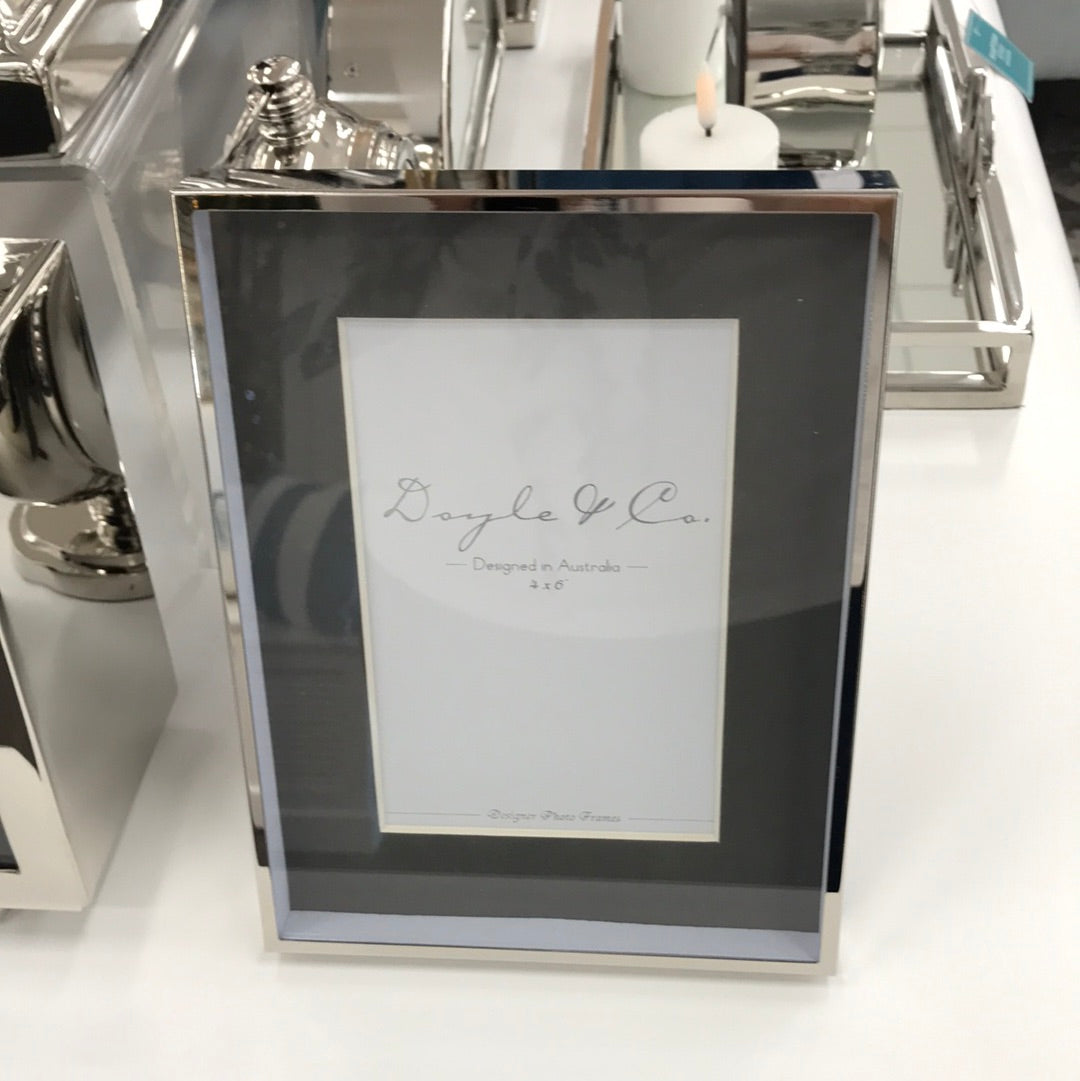 Doyle & Co.
Designed in Australia
4 x 6"
Designer Photo Frames